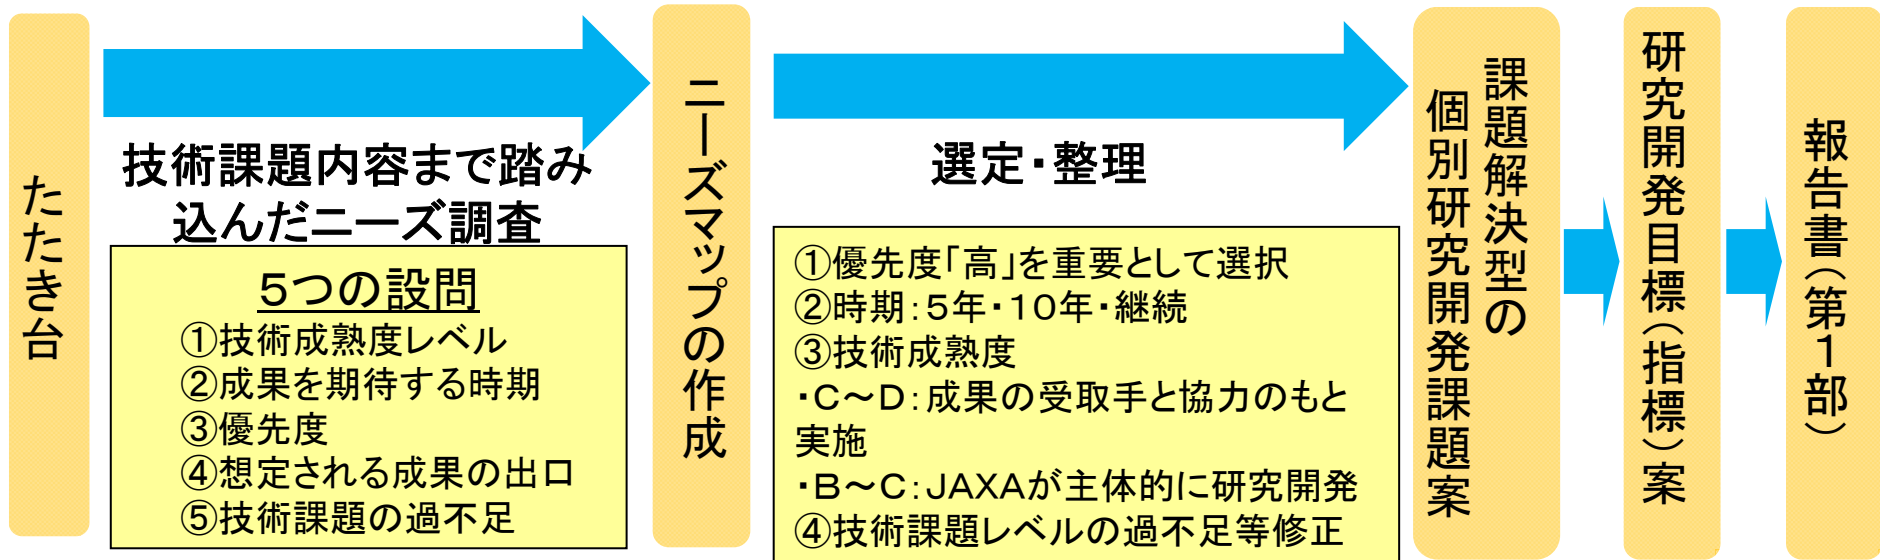 たたき台
技術課題内容まで踏み
込んだニーズ調査
５つの設問
①技術成熟度レベル
②成果を期待する時期
③優先度
④想定される成果の出口
⑤技術課題の過不足
ニーズマップの作成
選定・整理
①優先度「高」を重要として選択
②時期：５年・１０年・継続
③技術成熟度
・Ｃ～Ｄ：成果の受取手と協力のもと
実施
・Ｂ～Ｃ：JAXAが主体的に研究開発
④技術課題レベルの過不足等修正
課題解決型の
個別研究開発課題案
研究開発目標（指標）案
報告書（第１部）